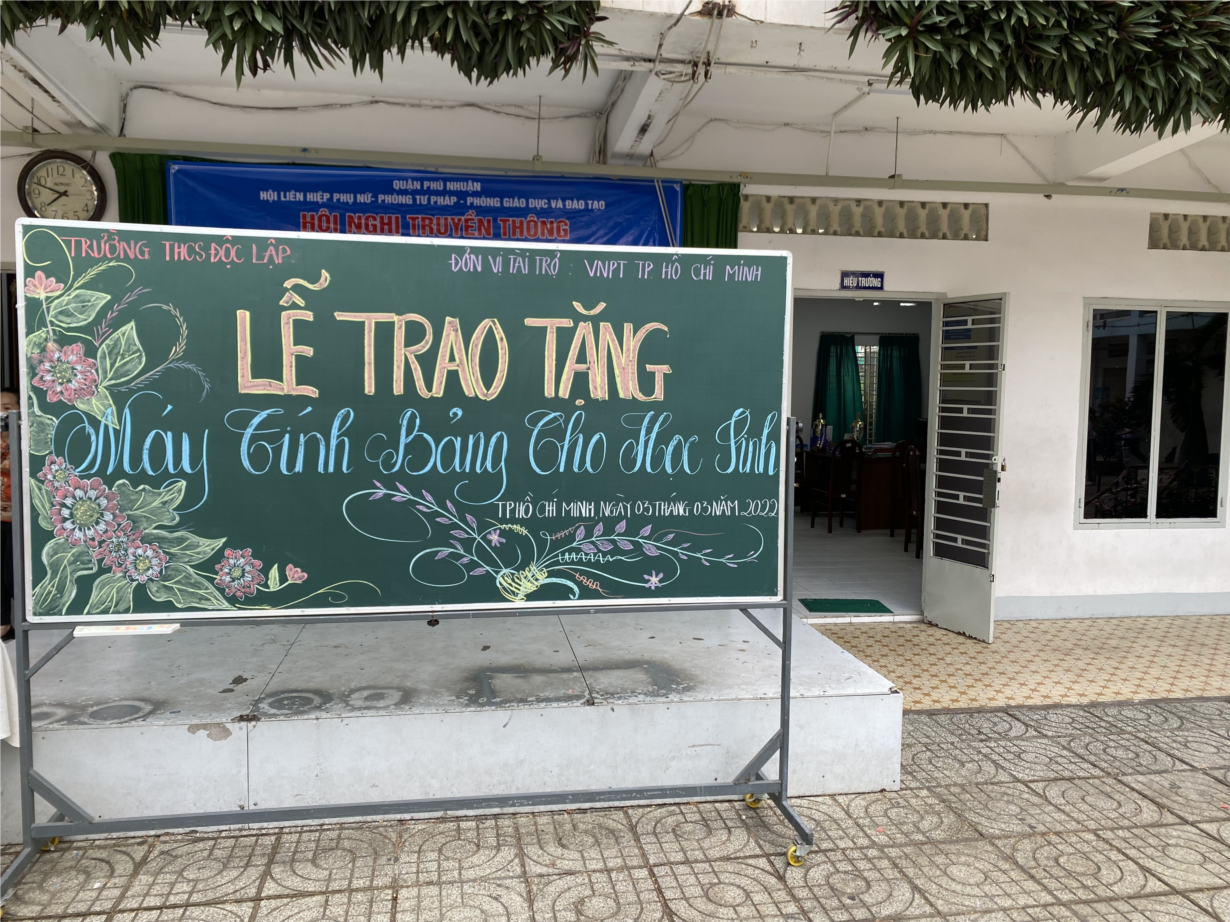 QUẬN PHÚ NHUẬN
HỘI LIÊN HIỆP PHỤ NỮ- PHÒNG TƯ PHÁP - PHÒNG GIÁO DỤC VÀ ĐÀO TẠO
HỘI NGHỊ TRUYỀN THÔNG
TRƯỜNG THCS ĐỘC LẬP
ĐƠN VỊ TÀI TRỢ : VNPT TP. HỒ CHÍ MINH
LỄ TRAO TẶNG
Máy Tính Bảng Cho Học Sinh
TP.HỒ CHÍ MINH, NGÀY 03 THÁNG 03 NĂM 2022
HIỆU TRƯỞNG